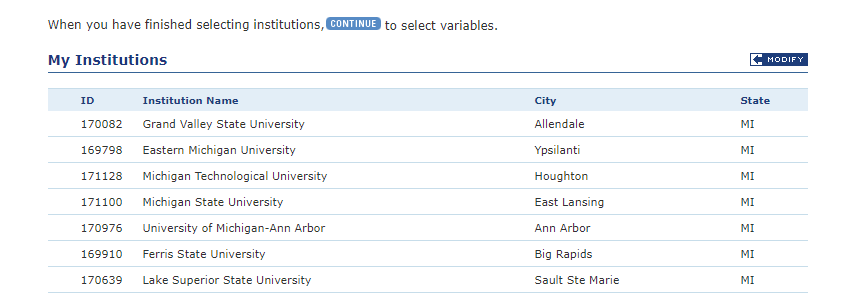 When you have finished selecting institutions, CONTINUE to select variables.
My Institutions MODIFY
ID Institution Name City State
170082 Grand Valley State University Allendale MI
169798 Eastern Michigan University Ypsilanti MI
171128 Michigan Technological University Houghton MI
171100 Michigan State University East Lansing MI
170976 University of Michigan-Ann Arbor Ann Arbor MI
169910 Ferris State University Big Rapids MI
170639 Lake Superior State University Sault Ste Marie MI